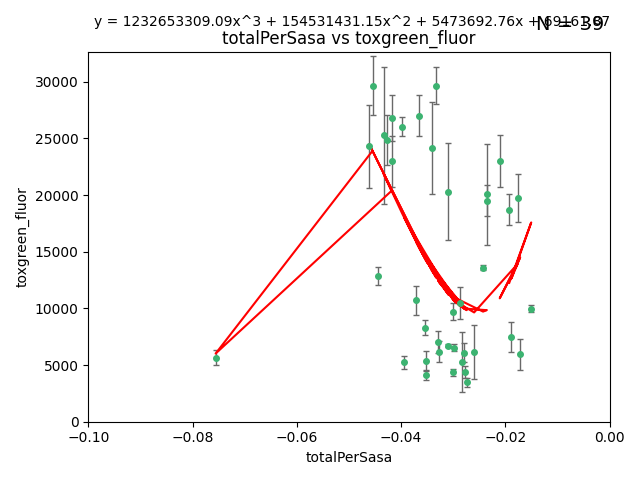 y = 1232653309.09x^3 + 154531431.15x^2 + 5473692.76x +
N = 39
totalPerSasa vs toxgreen_fluor
30000
25000
20000
15000
10000
5000
0
toxgreen_fluor
−0.10
−0.08
−0.06
−0.04
−0.02
0.00
totalPerSasa